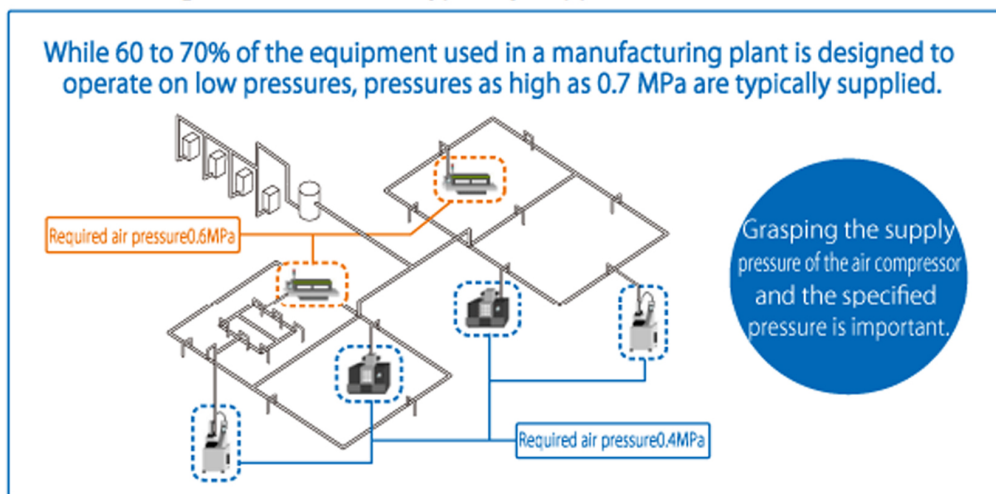 While 60 to 70% of the equipment used in a manufacturing plant is designed to
operate on low pressures, pressures as high as 0.7 MPa are typically supplied.
Required air pressure0.6MPa
Grasping the supply
pressure of the air compressor
and the specified
pressure is important.
Required air pressure0.4MPa